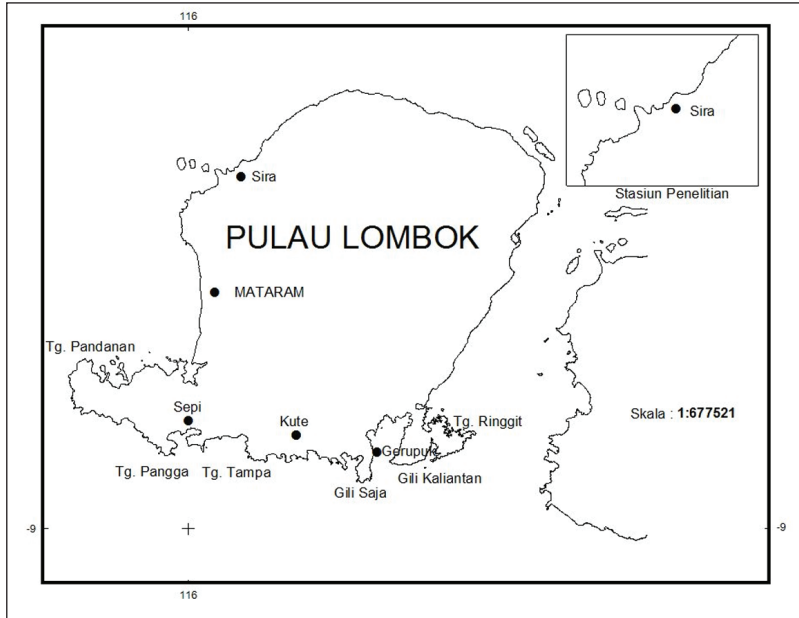 116
Sira
Stasiun Penelitian
Sira
PULAU LOMBOK
MATARAM
Tg. Pandanan
Sepi
Kute
Tg. Ringgit
Skala : 1:677521
Gerupuk
Tg. Pangga
Tg. Tampa
Gili Kaliantan
Gili Saja
-9
-9
116